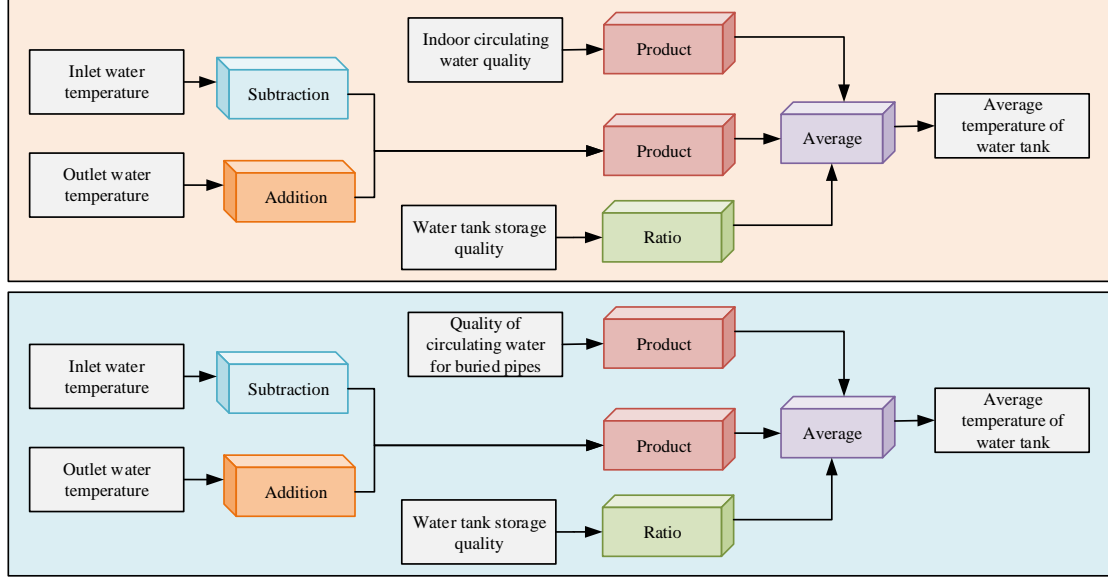 Indoor circulating
water quality
Product
Inlet water
temperature
Subtraction
Average
temperature of
water tank
Product
Average
Outlet water
temperature
Addition
Water tank storage
quality
Ratio
Quality of
circulating water
for buried pipes
Product
Inlet water
temperature
Subtraction
Average
temperature of
water tank
Product
Average
Outlet water
temperature
Addition
Water tank storage
quality
Ratio